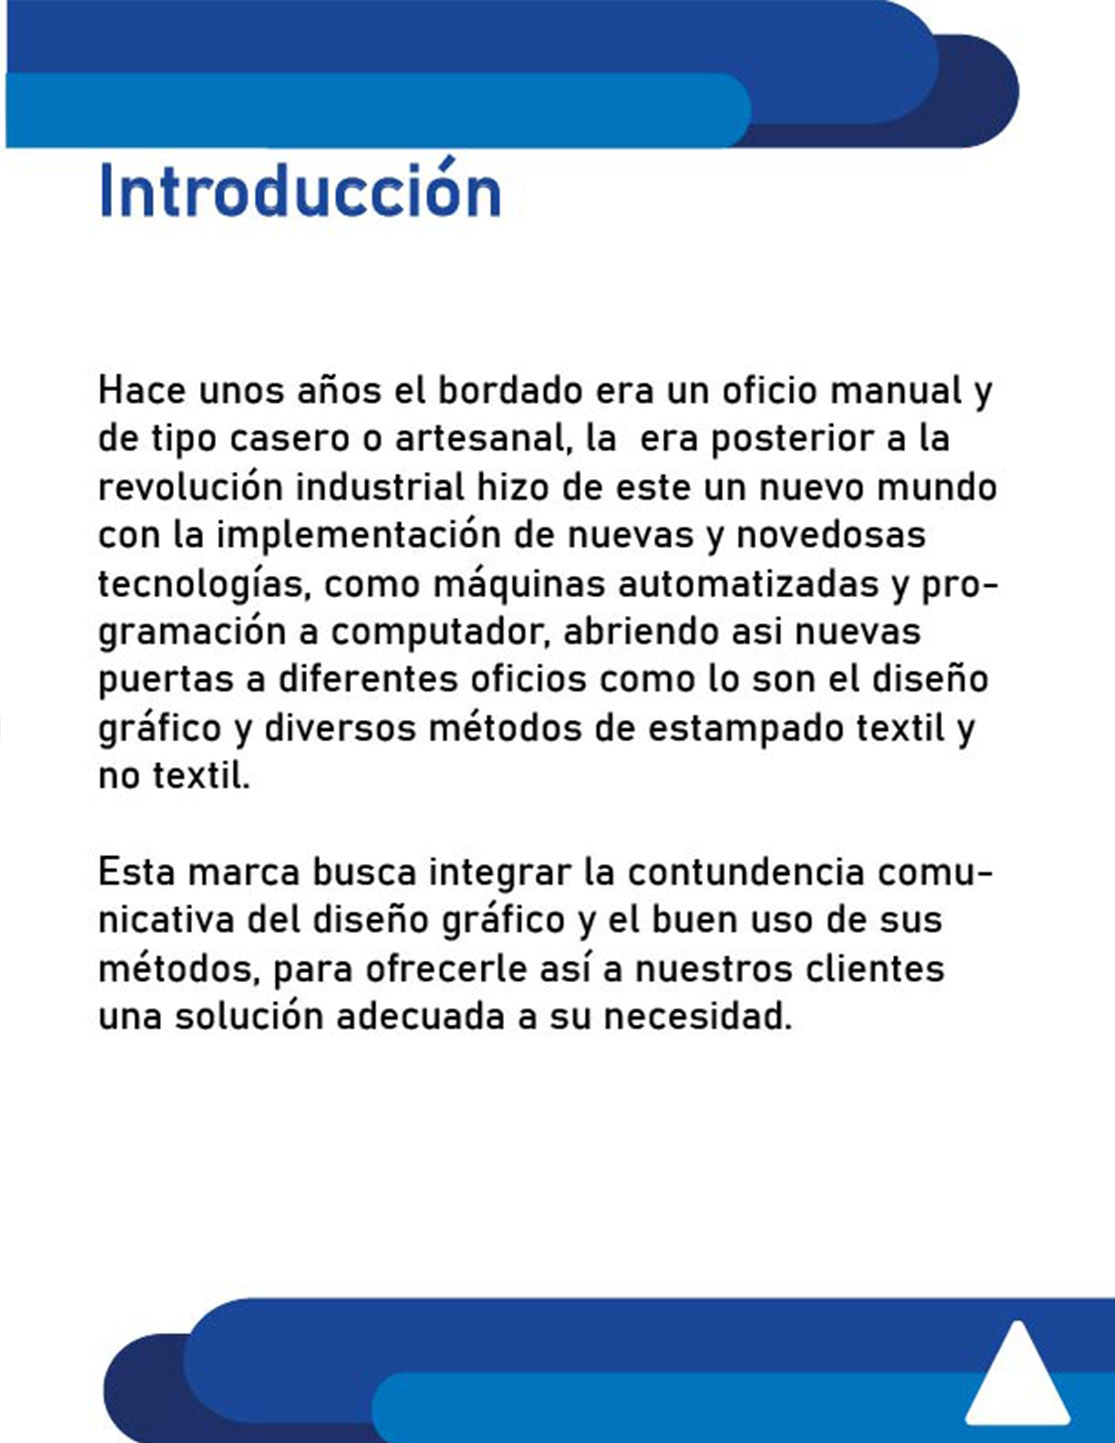 Introducción
Hace unos años el bordado era un oficio manual y
de tipo casero o artesanal, la  era posterior a la
revolución industrial hizo de este un nuevo mundo
con la implementación de nuevas y novedosas
tecnologías, como máquinas automatizadas y pro-
gramación a computador, abriendo asi nuevas
puertas a diferentes oficios como lo son el diseño
gráfico y diversos métodos de estampado textil y
no textil.
Esta marca busca integrar la contundencia comu-
nicativa del diseño gráfico y el buen uso de sus
métodos, para ofrecerle así a nuestros clientes
una solución adecuada a su necesidad.